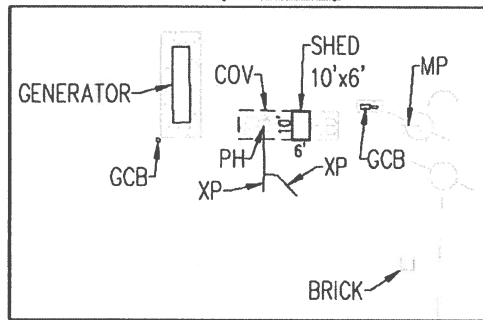 SHED
10'x6'
COV
MP
GENERATOR
10'
6'
GCB
PH
GCB
XP
XP
BRICK